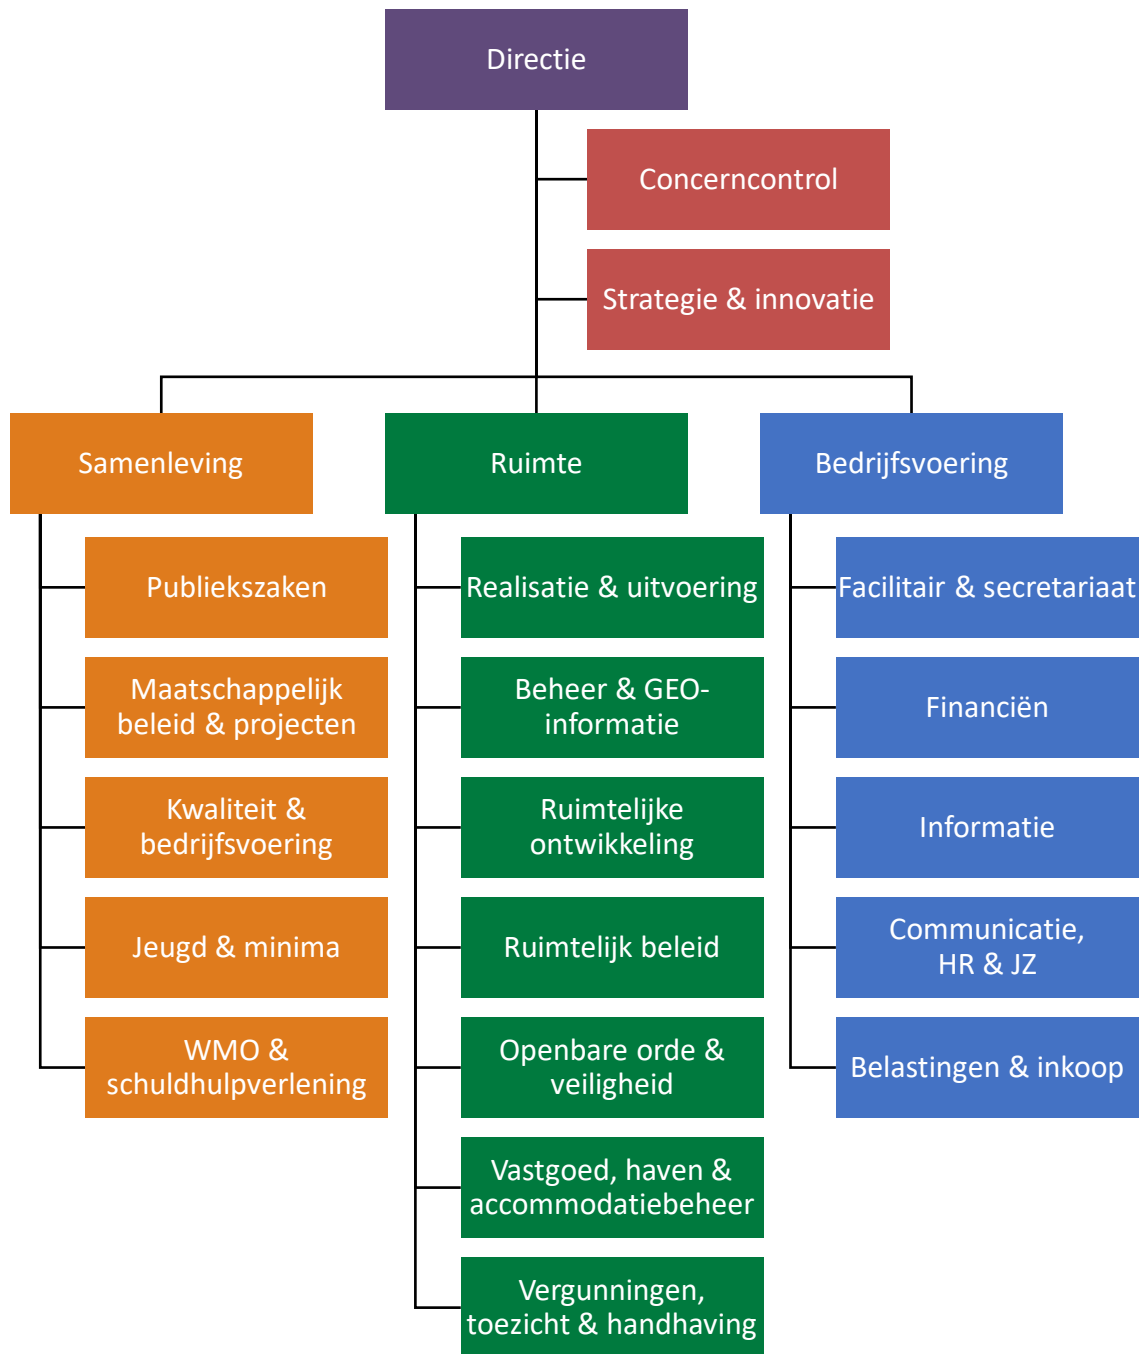 Directie
Concerncontrol
Strategie & innovatie
Samenleving
Publiekszaken
Maatschappelijk
beleid & projecten
Kwaliteit &
bedrijfsvoering
Jeugd & minima
WMO &
schuldhulpverlening
Ruimte
Realisatie & uitvoering
Beheer & GEO-
informatie
Ruimtelijke
ontwikkeling
Ruimtelijk beleid
Openbare orde &
veiligheid
Vastgoed, haven &
accommodatiebeheer
Vergunningen,
toezicht & handhaving
Bedrijfsvoering
Facilitair & secretariaat
Financiën
Informatie
Communicatie,
HR & JZ
Belastingen & inkoop